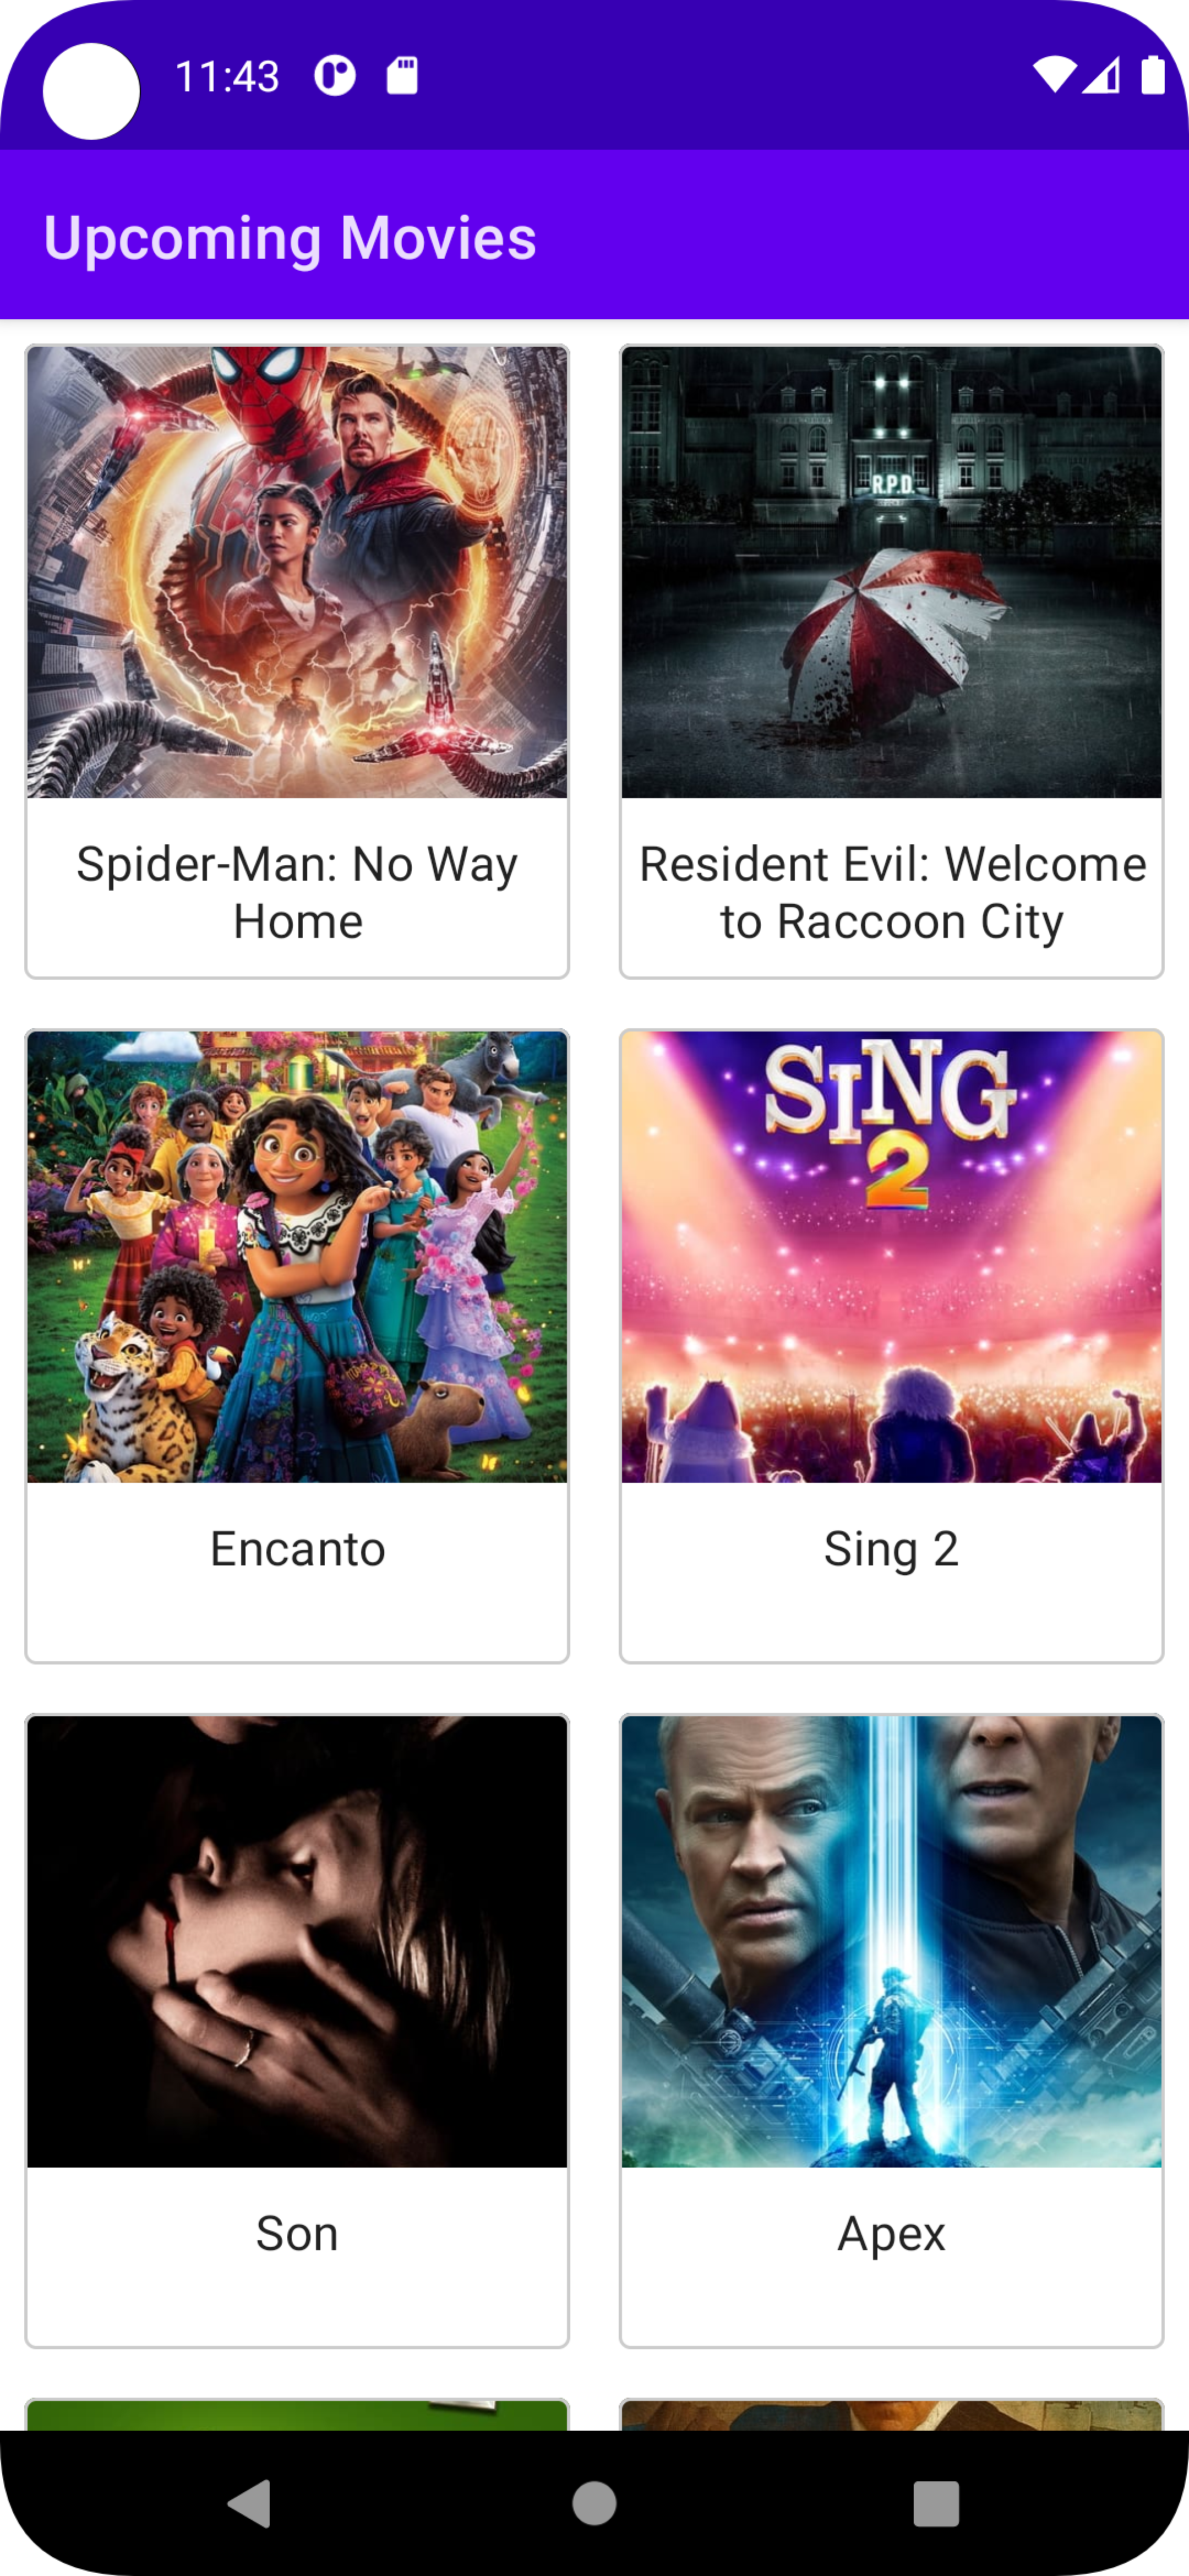 11:43
Upcoming Movies
R.P.D.
Spider-Man: No Way
Home
Resident Evil: Welcome
to Raccoon City
SING
2
Encanto
Sing 2
Son
Apex